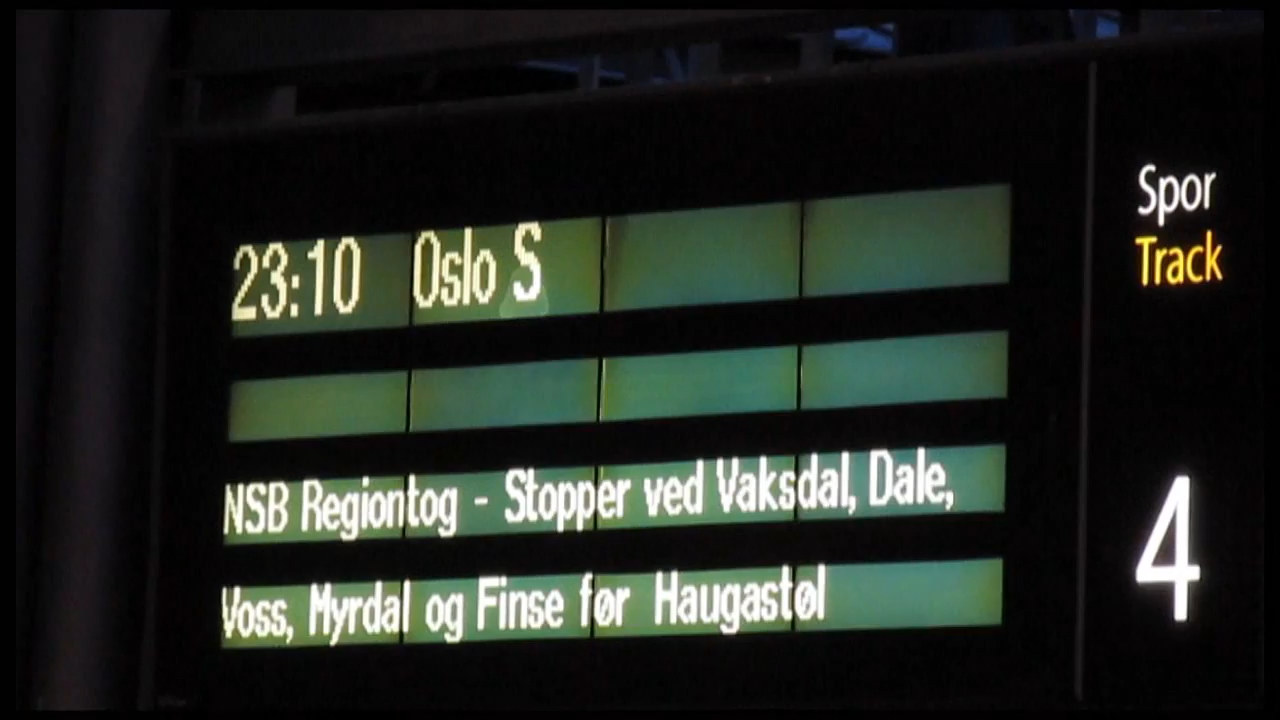 23:10 Oslo S
NSB Regiontog - Stopper ved Vaksdal, Dale,
Voss, Myrdal og Finse før Haugastøl
Spor
Track
4